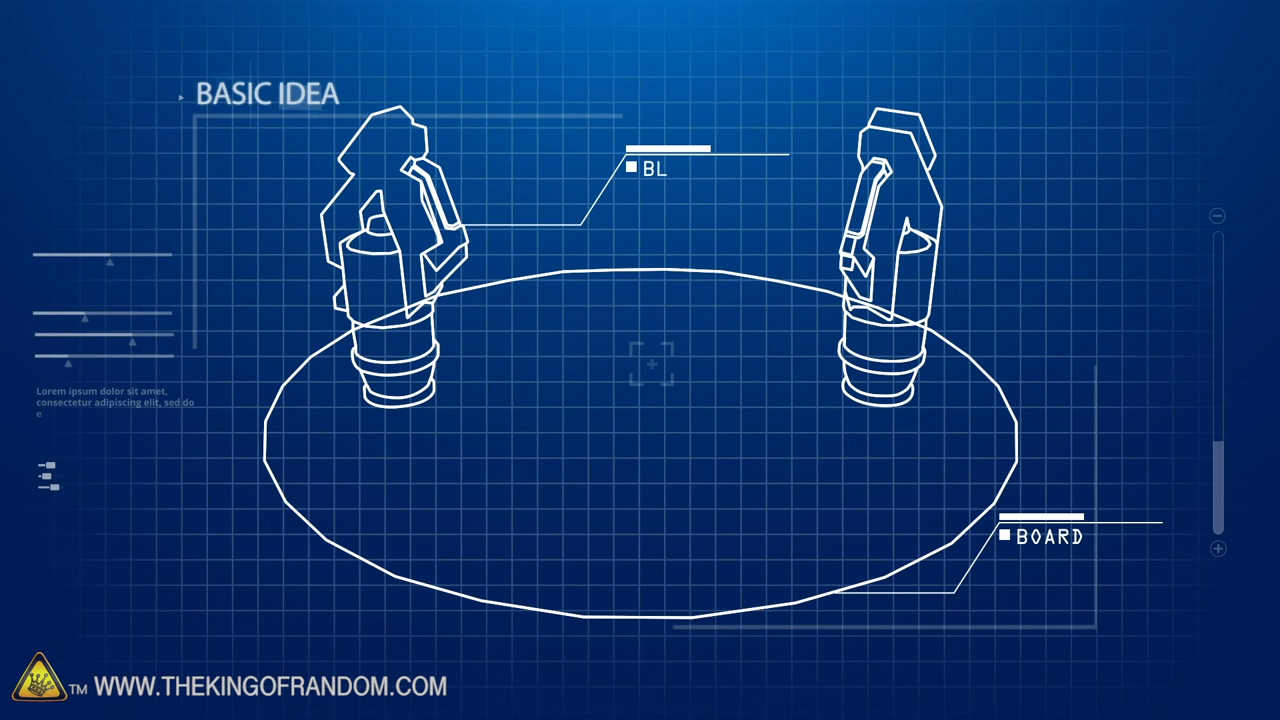 BASIC IDEA
BL
Lorem ipsum dolor sit amet,
consectetur adipiscing elit, sed do
e
BOARD
TM WWW.THEKINGOFRANDOM.COM